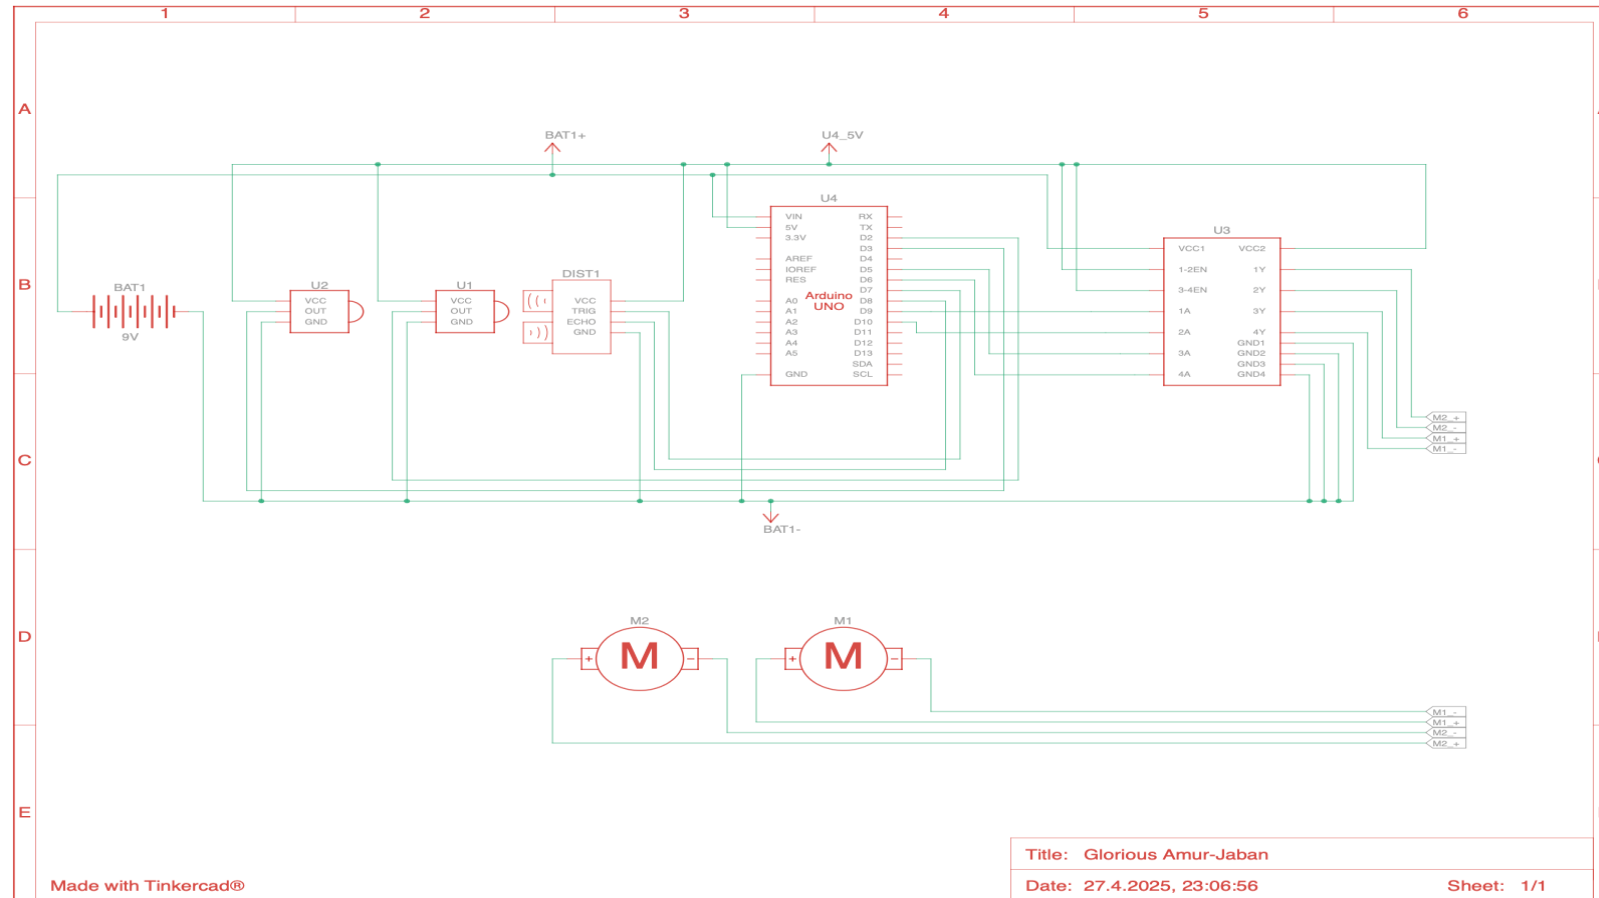 1 2 3 4 5 6
A
BAT1+ U4_5V
U4
VIN RX
5V TX
3.3V D2
D3
AREF D4
IOREF D5
RES D6
D7
A0 D8
A1 D9
A2 D10
A3 D11
A4 D12
A5 D13
SDA
GND SCL
Arduino
UNO
U3
VCC1 VCC2
1-2EN 1Y
3-4EN 2Y
1A 3Y
2A 4Y
GND1
3A GND2
GND3
4A GND4
B
BAT1
9V
U2
VCC
OUT
GND
U1
VCC
OUT
GND
DIST1
VCC
TRIG
ECHO
GND
M2_+
M2_-
M1_+
M1_-
C
BAT1-
D
M2 M1
+ M - + M -
M1_-
M1_+
M2_-
M2_+
E
Title: Glorious Amur-Jaban
Made with Tinkercad®
Date: 27.4.2025, 23:06:56 Sheet: 1/1